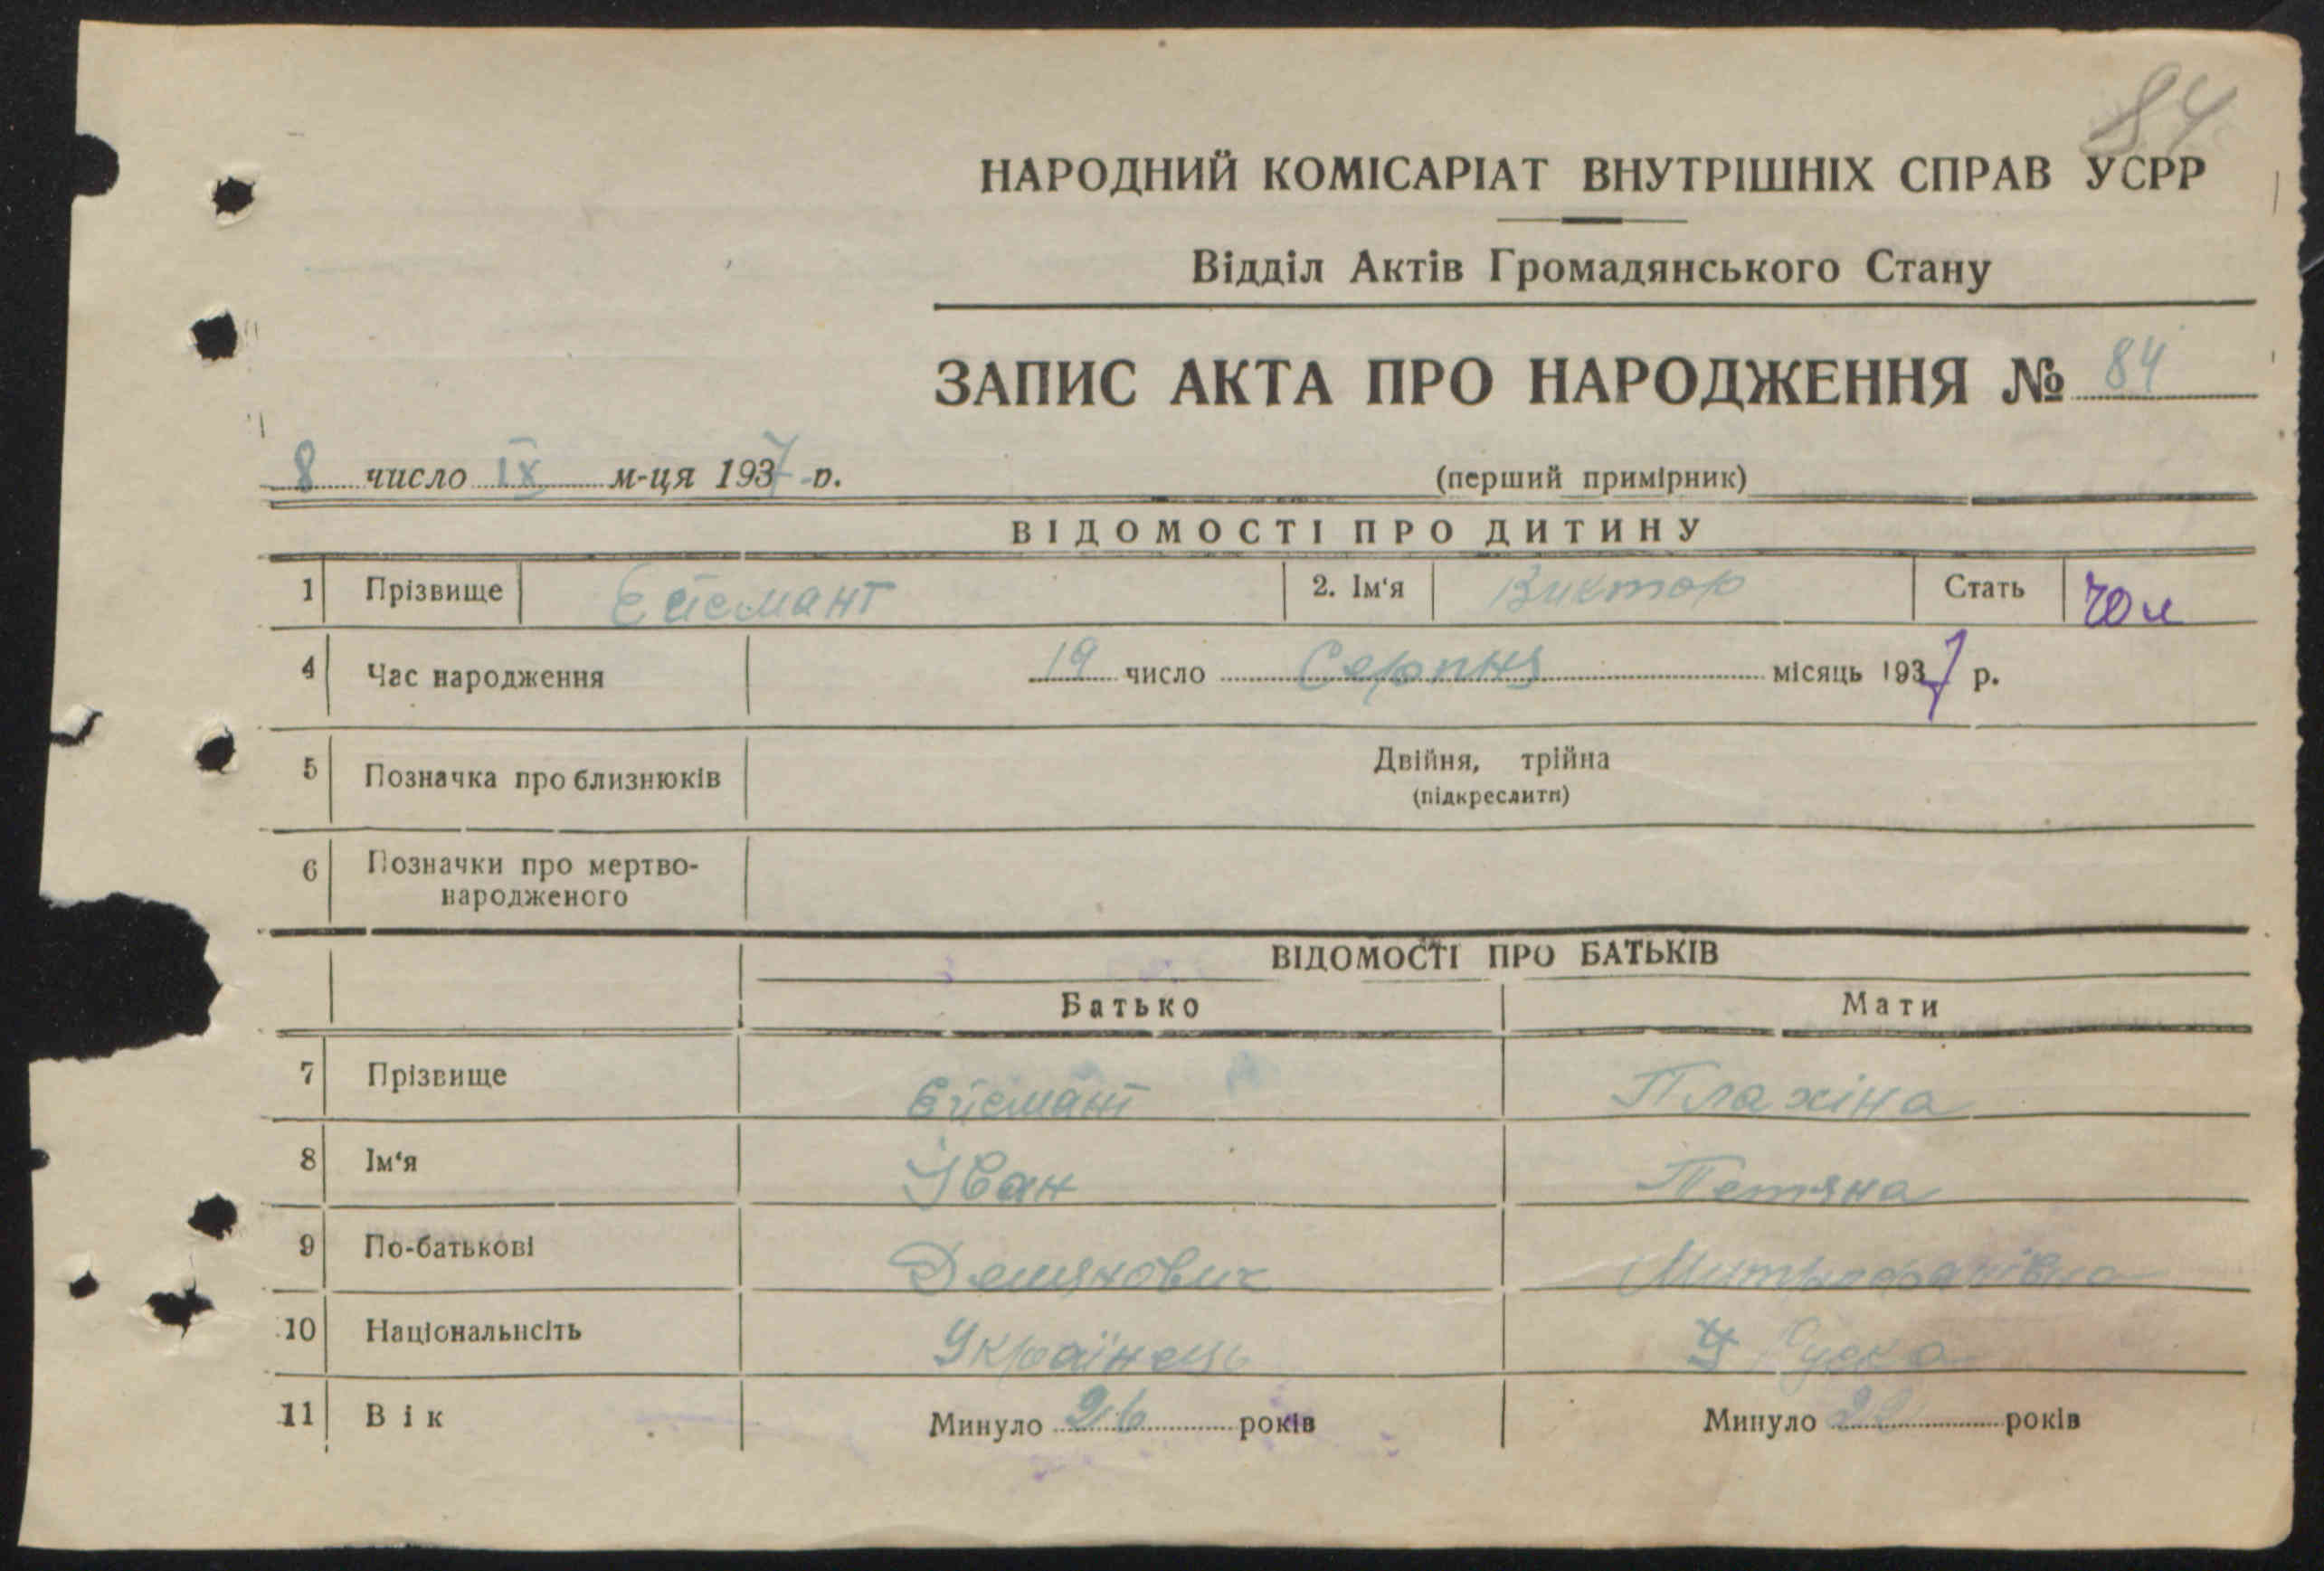 84
НАРОДНИЙ КОМІСАРІАТ ВНУТРІШНІХ СПРАВ УСРР
Відділ Актів Громадянського Стану
ЗАПИС АКТА ПРО НАРОДЖЕННЯ № 84
8 число IX м-ця 1937 р.
(перший примірник)
ВІДОМОСТІ ПРО ДИТИНУ
1 Прізвище Ейсмант 2. Ім'я Виктор Стать чол
4 Час народження 19 число Серпня місяць 1937 р.
5 Позначка про близнюків Двійня, трійна
(підкреслити)
6 Позначки про мертво-
народженого
ВІДОМОСТІ ПРО БАТЬКІВ
Батько Мати
7 Прізвище Ейсмант Плахіна
8 Ім'я Іван Тетяна
9 По-батькові Демянович Митрофанівна
10 Національнсіть Українець Руска
11 Вік Минуло 26 років Минуло років